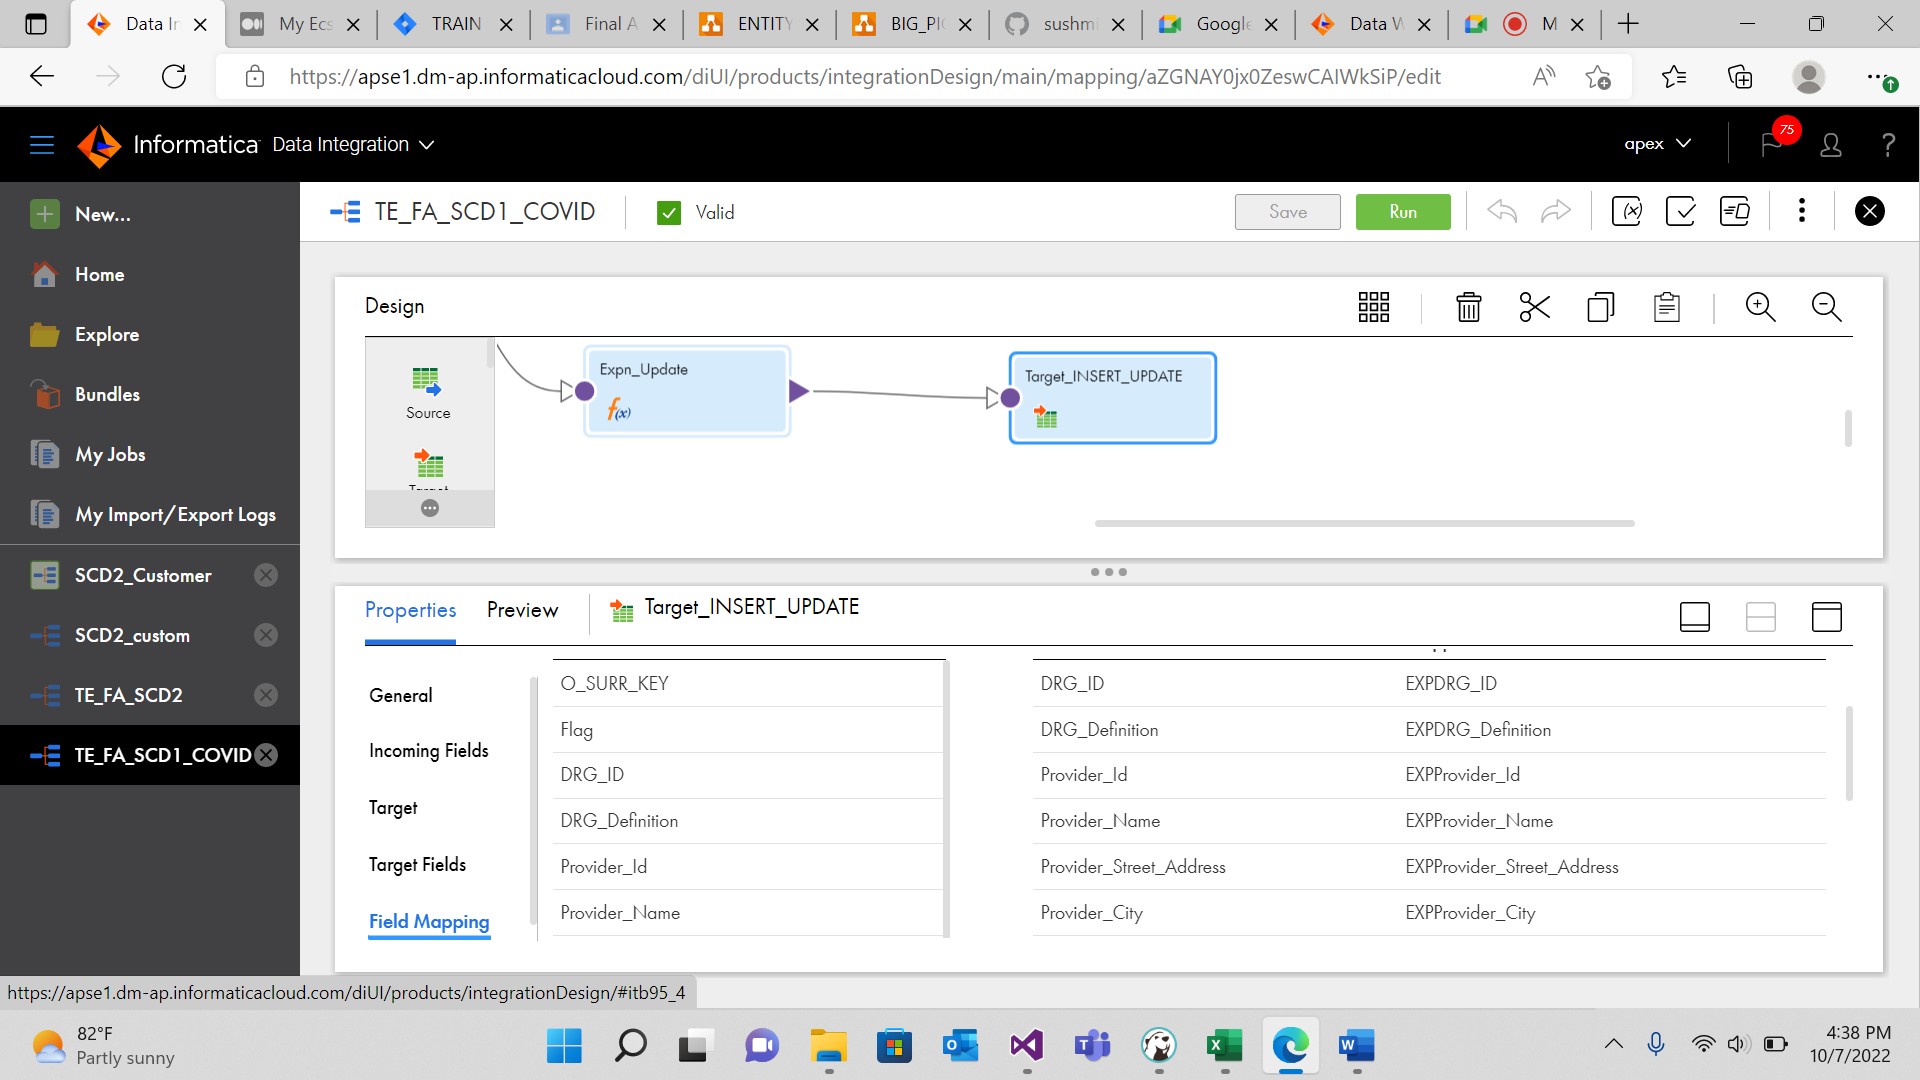 Data In
My Ecs
TRAIN
Final A
ENTITY
BIG_PIC
sushmi
Google
Data W
M
https://apse1.dm-ap.informaticacloud.com/diUI/products/integrationDesign/main/mapping/aZGNAY0jx0ZeswCAIWkSiP/edit
Informatica Data Integration
apex
75
?
New...
Home
Explore
Bundles
My Jobs
My Import/Export Logs
SCD2_Customer
SCD2_custom
TE_FA_SCD2
TE_FA_SCD1_COVID
TE_FA_SCD1_COVID
Valid
Save
Run
Design
Source
Target
Expn_Update
f(x)
Target_INSERT_UPDATE
Properties
Preview
Target_INSERT_UPDATE
General
Incoming Fields
Target
Target Fields
Field Mapping
O_SURR_KEY
Flag
DRG_ID
DRG_Definition
Provider_Id
Provider_Name
DRG_ID EXPDRG_ID
DRG_Definition EXPDRG_Definition
Provider_Id EXPProvider_Id
Provider_Name EXPProvider_Name
Provider_Street_Address EXPProvider_Street_Address
Provider_City EXPProvider_City
https://apse1.dm-ap.informaticacloud.com/diUI/products/integrationDesign/#itb95_4
82°F
Partly sunny
4:38 PM
10/7/2022